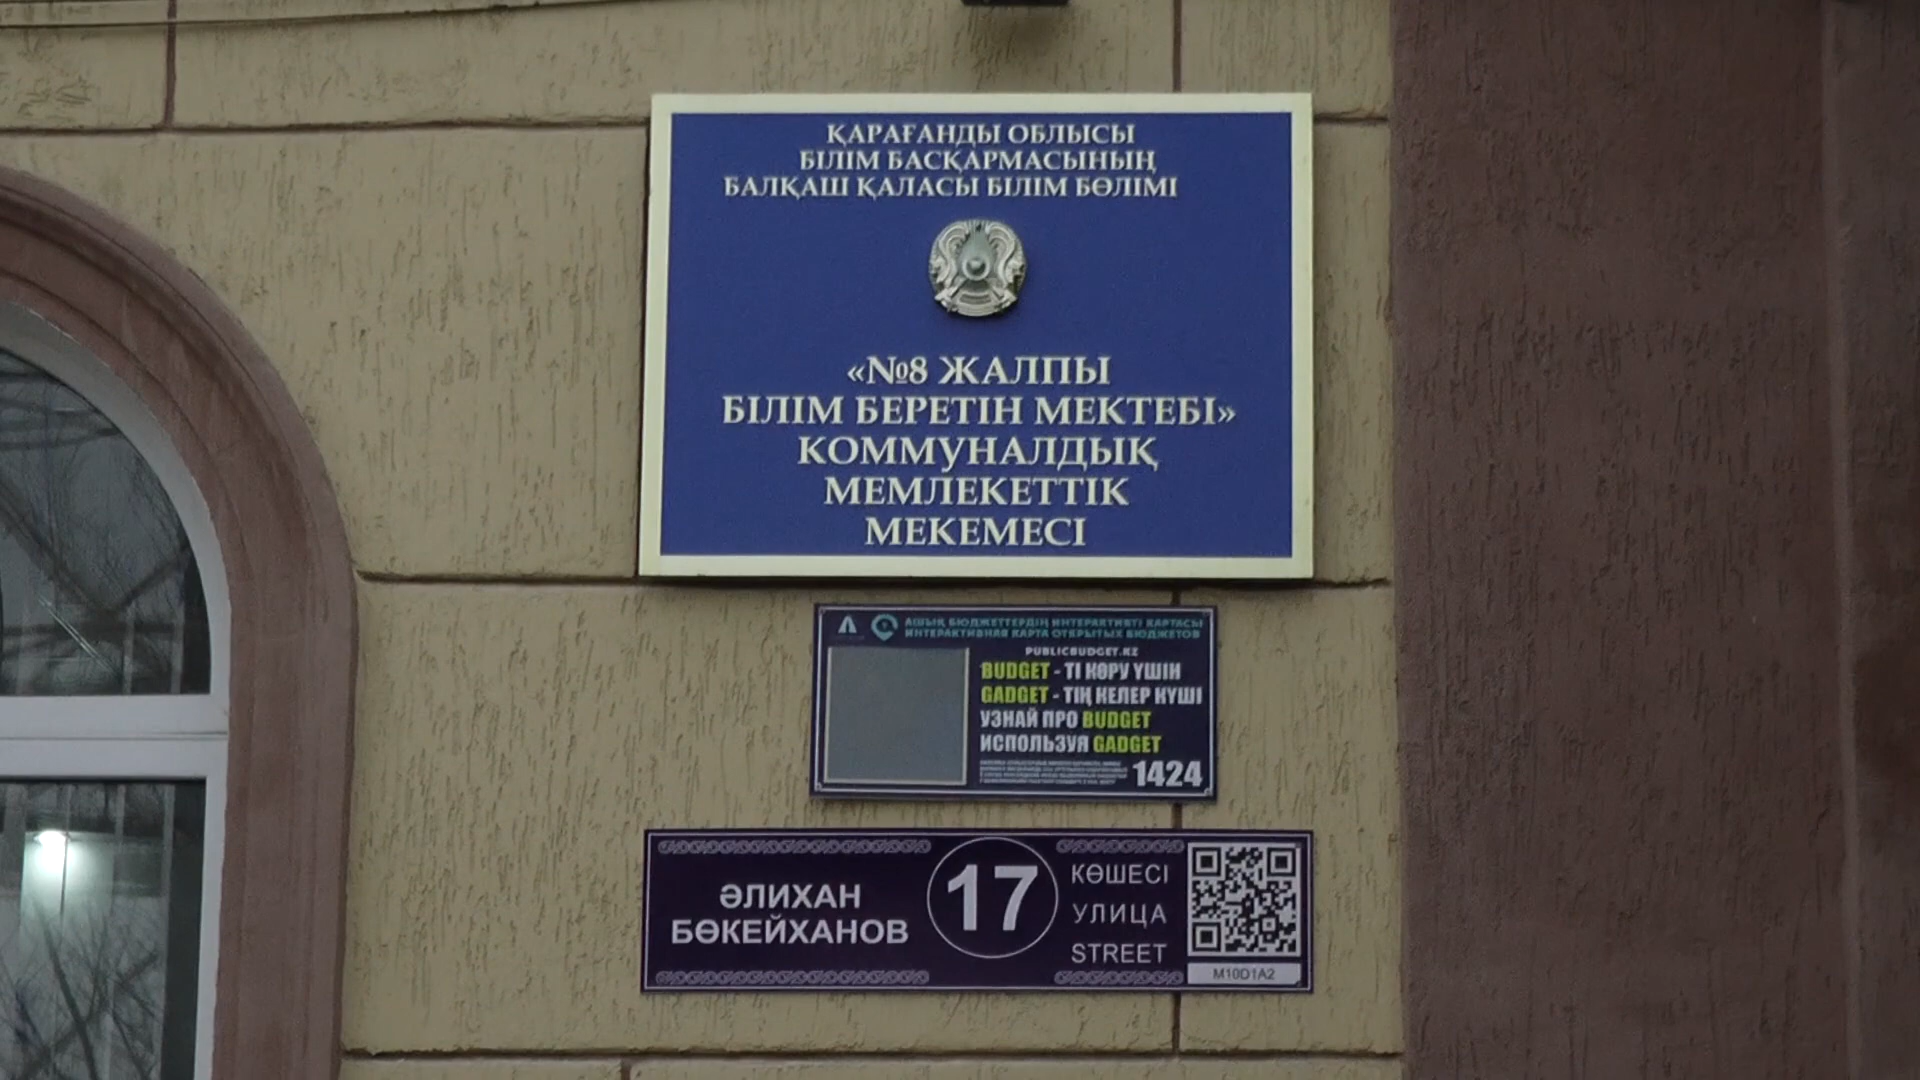 ҚАРАҒАНДЫ ОБЛЫСЫ
БІЛІМ БАСҚАРМАСЫНЫҢ
БАЛҚАШ ҚАЛАСЫ БІЛІМ БӨЛІМІ
«№8 ЖАЛПЫ
БІЛІМ БЕРЕТІН МЕКТЕБІ»
КОММУНАЛДЫҚ
МЕМЛЕКЕТТІК
МЕКЕМЕСІ
АШЫҚ БЮДЖЕТТЕРДІҢ ИНТЕРАКТИВТІ КАРТАСЫ
ИНТЕРАКТИВНАЯ КАРТА ОТКРЫТЫХ БЮДЖЕТОВ
PUBLICBUDGET.KZ
BUDGET - ТІ КӨРУ ҮШІН
GADGET - ТІҢ КЕЛЕР КҮШІ
УЗНАЙ ПРО BUDGET
ИСПОЛЬЗУЯ GADGET
1424
ӘЛИХАН
БӨКЕЙХАНОВ
17
КӨШЕСІ
УЛИЦА
STREET
M10D1A2